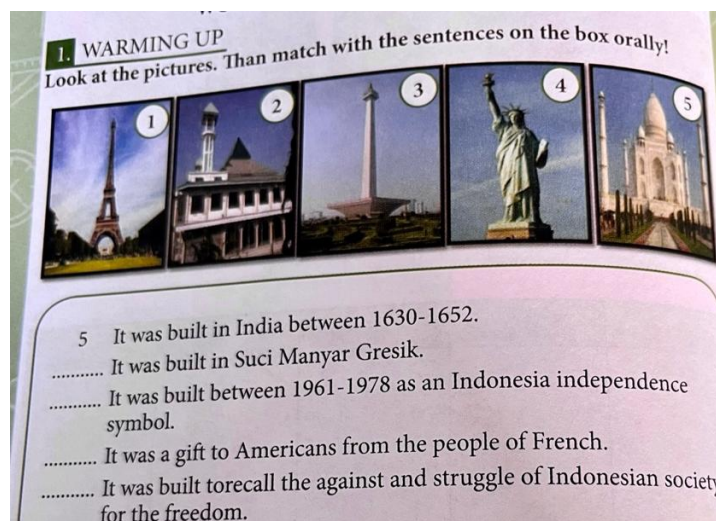 1. WARMING UP
Look at the pictures. Than match with the sentences on the box orally!
1
2
3
4
5
5 It was built in India between 1630-1652.
........... It was built in Suci Manyar Gresik.
........... It was built between 1961-1978 as an Indonesia independence
symbol.
........... It was a gift to Americans from the people of French.
........... It was built torecall the against and struggle of Indonesian society
for the freedom.